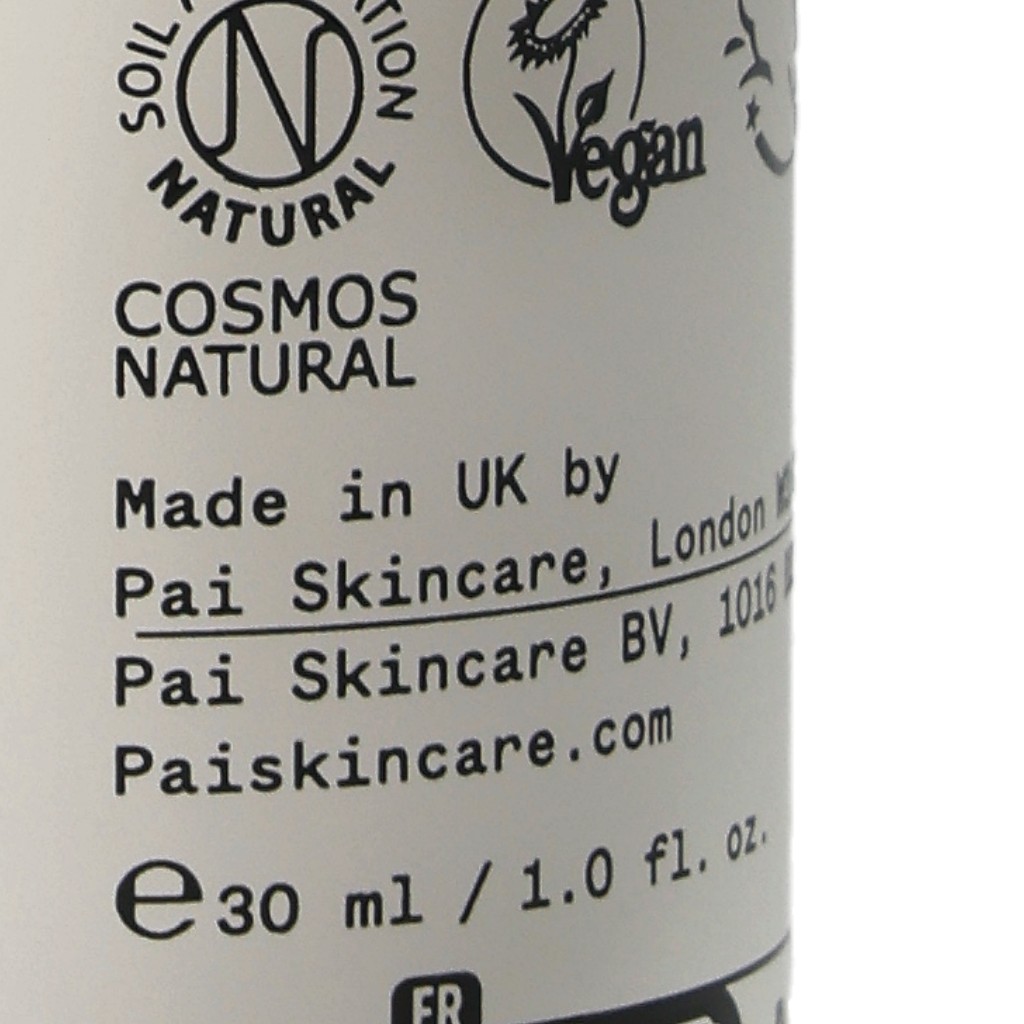 SOIL
NATURAL
Vegan
COSMOS
NATURAL
Made in UK by
Pai Skincare, London
Pai Skincare BV, 1016
Paiskincare.com
e30 ml / 1.0 fl. oz.
FR